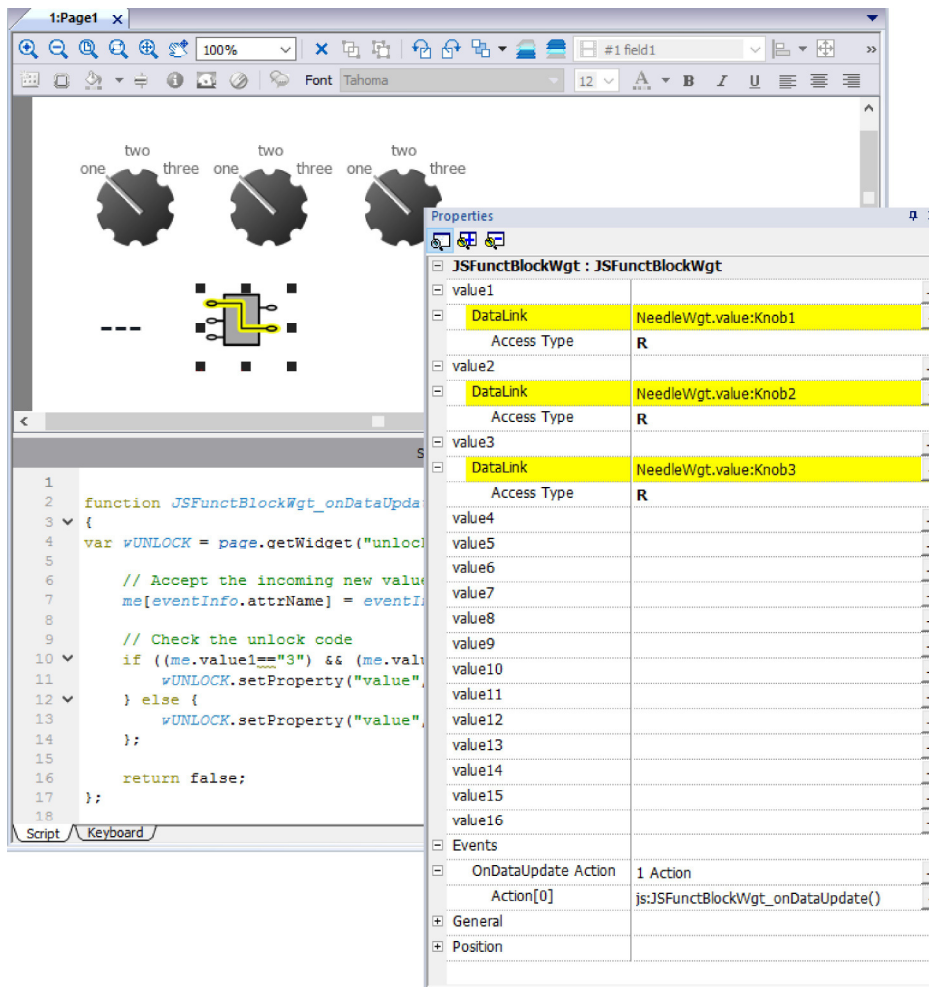 1:Page1 x
100%
#1 field1
»
Font Tahoma
12
A B I U
two two two
one three one three one three
---
1
2 function JSFunctBlockWgt_onDataUpda
3 {
4 var wUNLOCK = page.getWidget("unloc
5
6 // Accept the incoming new value
7 me[eventInfo.attrName] = eventI
8
9 // Check the unlock code
10 if ((me.value1=="3") && (me.val
11 wUNLOCK.setProperty("value",
12 } else {
13 wUNLOCK.setProperty("value",
14 };
15
16 return false;
17 };
18
Script Keyboard
Properties
JSFunctBlockWgt : JSFunctBlockWgt
value1
DataLink NeedleWgt.value:Knob1
Access Type R
value2
DataLink NeedleWgt.value:Knob2
Access Type R
value3
DataLink NeedleWgt.value:Knob3
Access Type R
value4
value5
value6
value7
value8
value9
value10
value11
value12
value13
value14
value15
value16
Events
OnDataUpdate Action 1 Action
Action[0] js:JSFunctBlockWgt_onDataUpdate()
General
Position